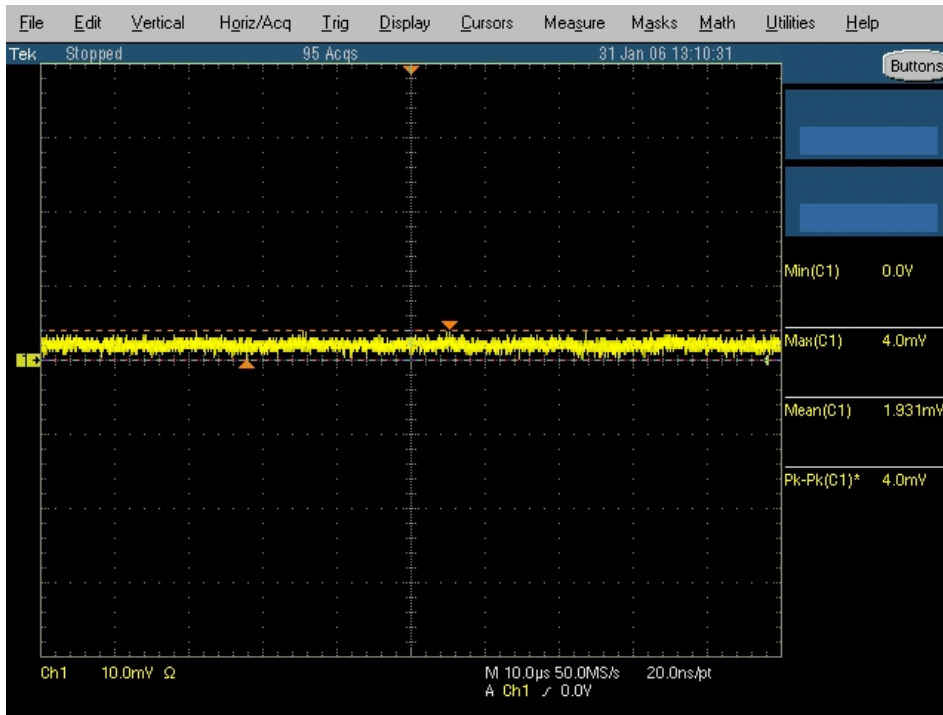 File Edit Vertical Horiz/Acq Trig Display Cursors Measure Masks Math Utilities Help
Tek Stopped 95 Acqs 31 Jan 06 13:10:31
Buttons
1
Min(C1) 0.0V
Max(C1) 4.0mV
Mean(C1) 1.931mV
Pk-Pk(C1)* 4.0mV
Ch1 10.0mV Ω M 10.0µs 50.0MS/s 20.0ns/pt
A Ch1 / 0.0V